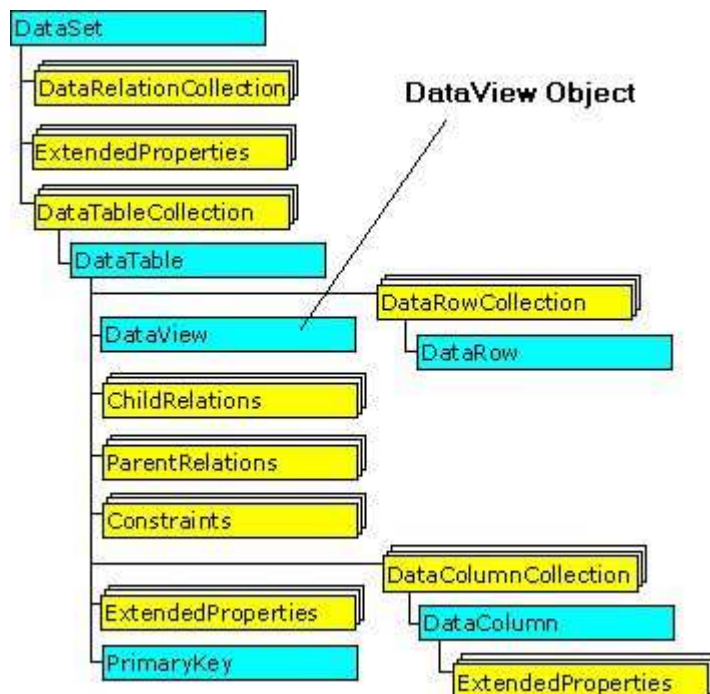 DataSet
DataRelationCollection
DataView Object
ExtendedProperties
DataTableCollection
DataTable
DataRowCollection
DataView
DataRow
ChildRelations
ParentRelations
Constraints
DataColumnCollection
ExtendedProperties
DataColumn
PrimaryKey
ExtendedProperties